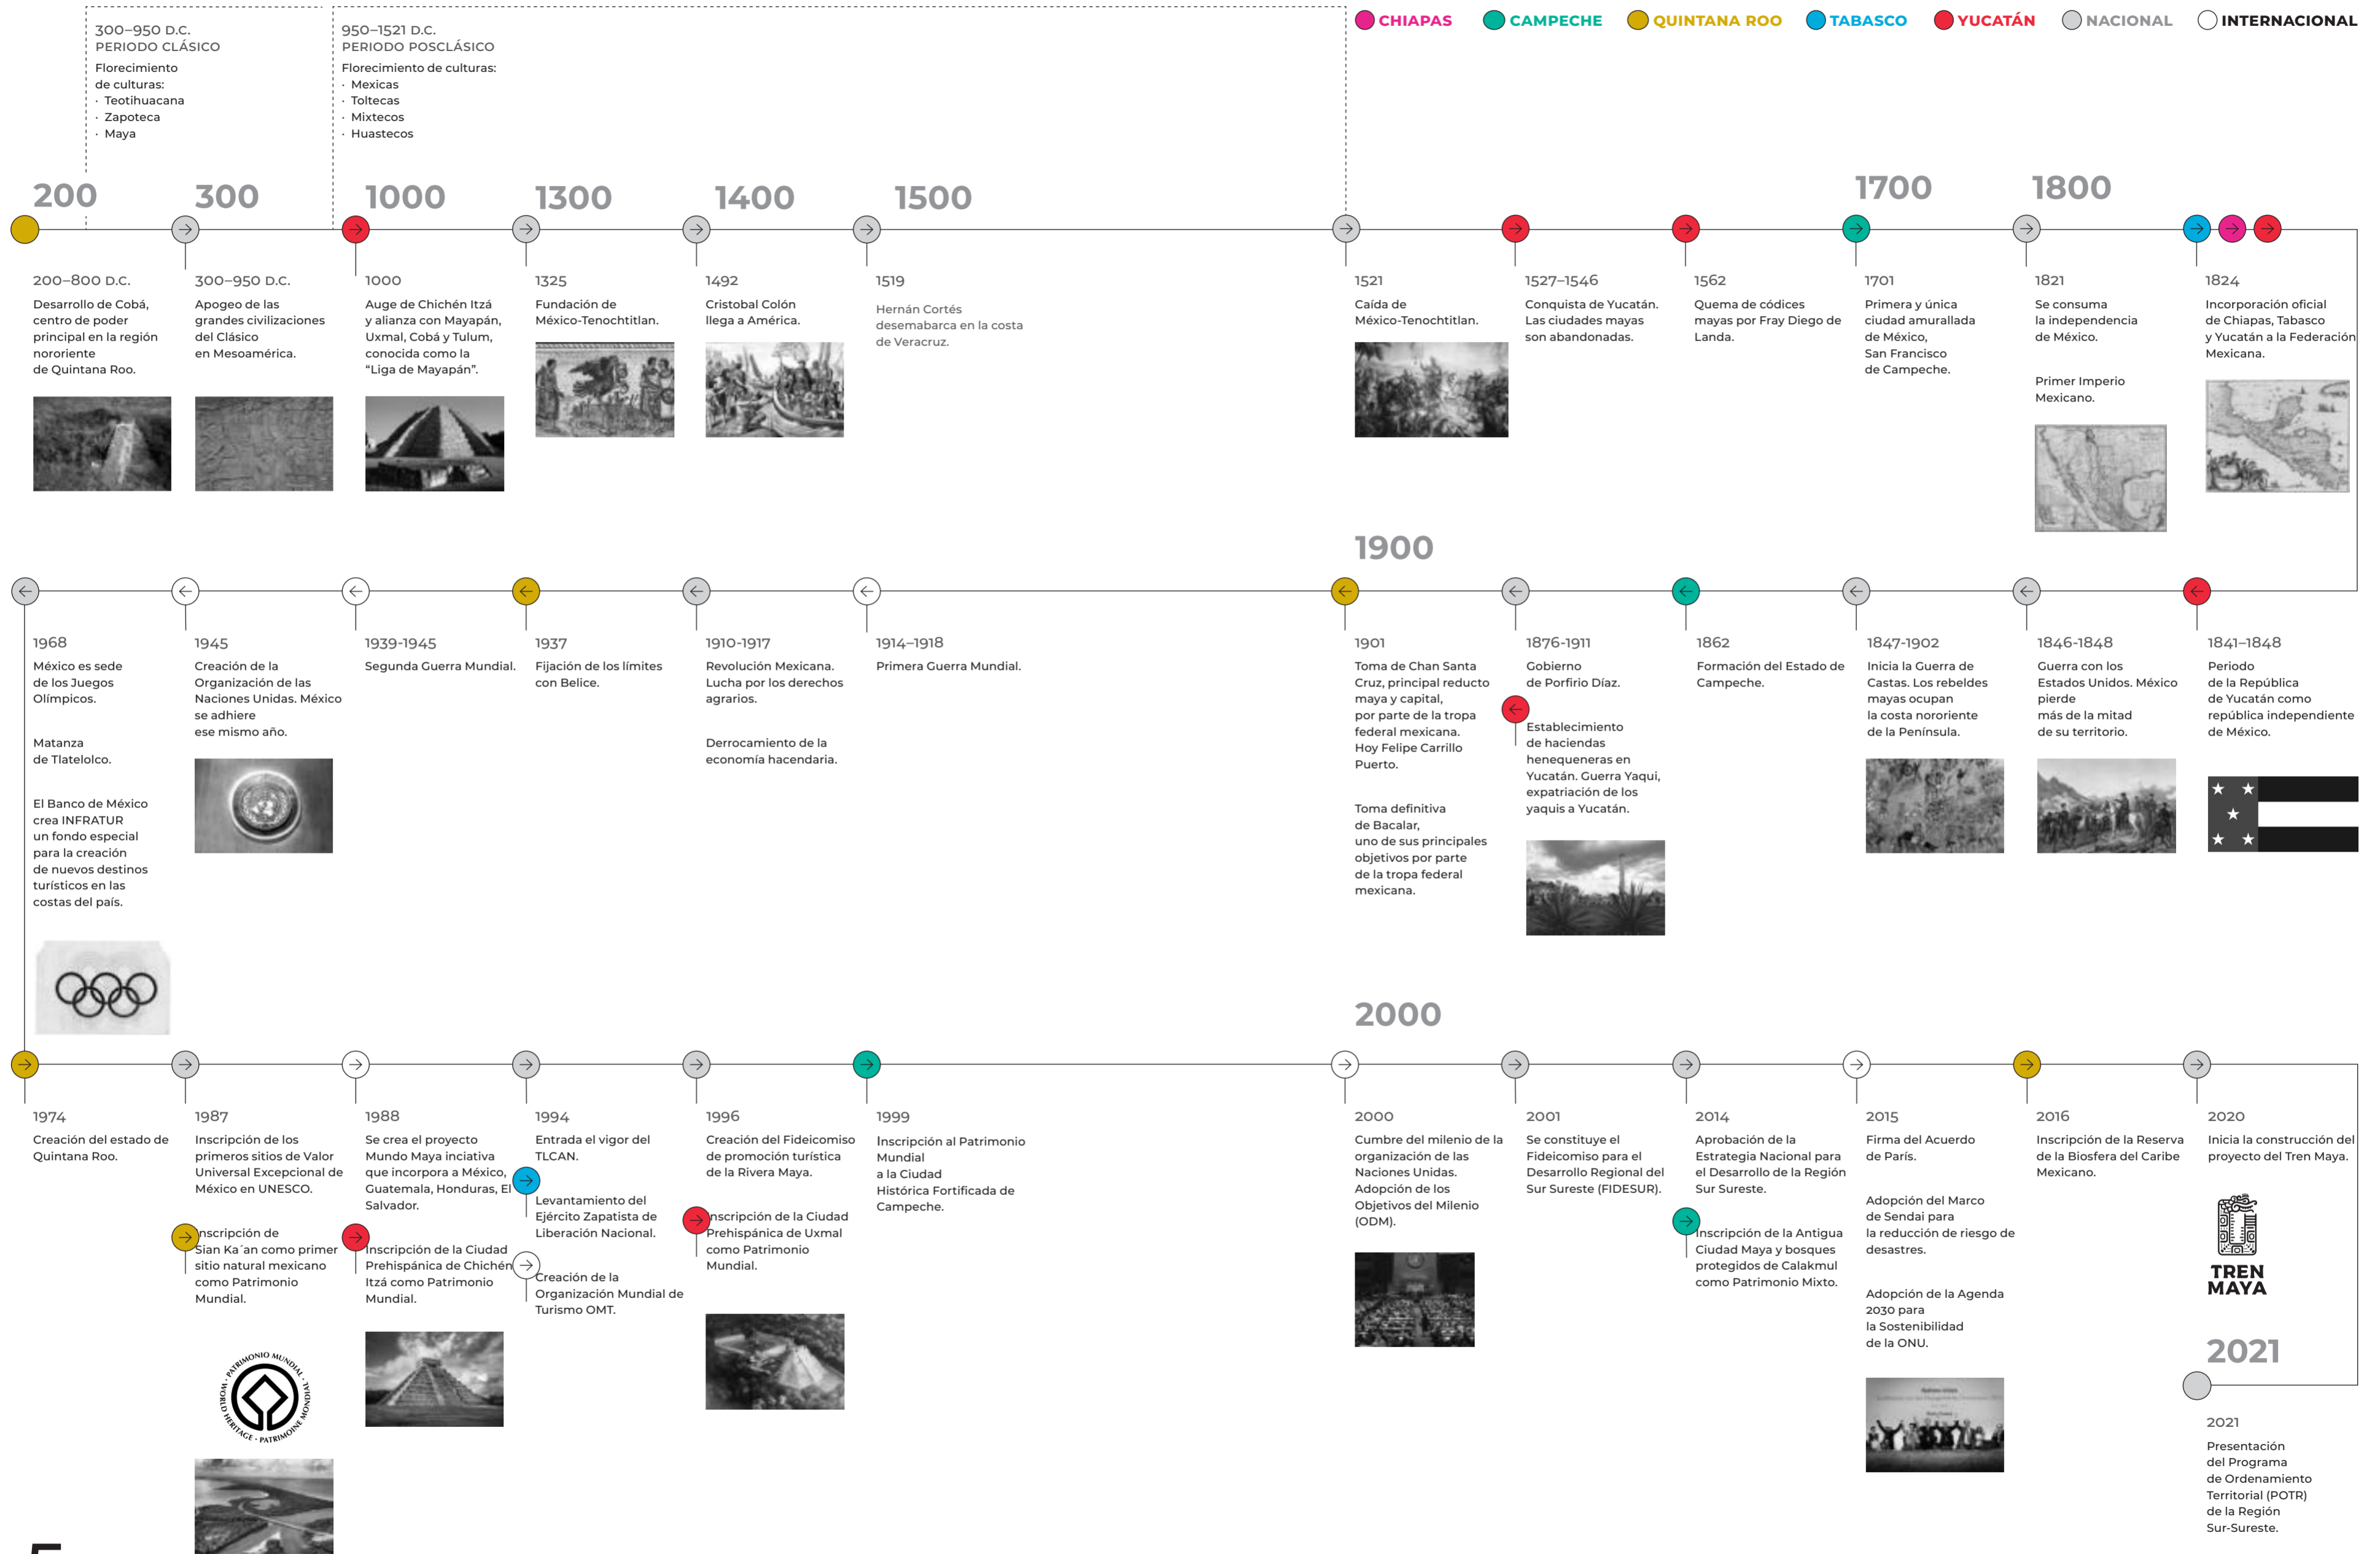 CHIAPAS
CAMPECHE
QUINTANA ROO
TABASCO
YUCATÁN
NACIONAL
INTERNACIONAL
300–950 D.C.
PERIODO CLÁSICO
Florecimiento
de culturas:
· Teotihuacana
· Zapoteca
· Maya
950–1521 D.C.
PERIODO POSCLÁSICO
Florecimiento de culturas:
· Mexicas
· Toltecas
· Mixtecos
· Huastecos
200
200–800 D.C.
Desarrollo de Cobá,
centro de poder
principal en la región
nororiente
de Quintana Roo.
300
300–950 D.C.
Apogeo de las
grandes civilizaciones
del Clásico
en Mesoamérica.
1000
1000
Auge de Chichén Itzá
y alianza con Mayapán,
Uxmal, Cobá y Tulum,
conocida como la
“Liga de Mayapán”.
1300
1325
Fundación de
México-Tenochtitlan.
1400
1492
Cristobal Colón
llega a América.
1500
1519
Hernán Cortés
desemabarca en la costa
de Veracruz.
1521
Caída de
México-Tenochtitlan.
1527–1546
Conquista de Yucatán.
Las ciudades mayas
son abandonadas.
1562
Quema de códices
mayas por Fray Diego de
Landa.
1700
1701
Primera y única
ciudad amurallada
de México,
San Francisco
de Campeche.
1800
1821
Se consuma
la independencia
de México.
Primer Imperio
Mexicano.
1824
Incorporación oficial
de Chiapas, Tabasco
y Yucatán a la Federación
Mexicana.
1841–1848
Periodo
de la República
de Yucatán como
república independiente
de México.
1846-1848
Guerra con los
Estados Unidos. México
pierde
más de la mitad
de su territorio.
1847-1902
Inicia la Guerra de
Castas. Los rebeldes
mayas ocupan
la costa nororiente
de la Península.
1862
Formación del Estado de
Campeche.
1876-1911
Gobierno
de Porfirio Díaz.
Establecimiento
de haciendas
henequeneras en
Yucatán. Guerra Yaqui,
expatriación de los
yaquis a Yucatán.
1900
1901
Toma de Chan Santa
Cruz, principal reducto
maya y capital,
por parte de la tropa
federal mexicana.
Hoy Felipe Carrillo
Puerto.
Toma definitiva
de Bacalar,
uno de sus principales
objetivos por parte
de la tropa federal
mexicana.
1914–1918
Primera Guerra Mundial.
1910-1917
Revolución Mexicana.
Lucha por los derechos
agrarios.
Derrocamiento de la
economía hacendaria.
1937
Fijación de los límites
con Belice.
1939-1945
Segunda Guerra Mundial.
1945
Creación de la
Organización de las
Naciones Unidas. México
se adhiere
ese mismo año.
1968
México es sede
de los Juegos
Olímpicos.
Matanza
de Tlatelolco.
El Banco de México
crea INFRATUR
un fondo especial
para la creación
de nuevos destinos
turísticos en las
costas del país.
1974
Creación del estado de
Quintana Roo.
1987
Inscripción de los
primeros sitios de Valor
Universal Excepcional de
México en UNESCO.
Inscripción de
Sian Ka´an como primer
sitio natural mexicano
como Patrimonio
Mundial.
PATRIMONIO MUNDIAL · WORLD HERITAGE · PATRIMOINE MONDIAL
1988
Se crea el proyecto
Mundo Maya inciativa
que incorpora a México,
Guatemala, Honduras, El
Salvador.
Inscripción de la Ciudad
Prehispánica de Chichén
Itzá como Patrimonio
Mundial.
1994
Entrada el vigor del
TLCAN.
Levantamiento del
Ejército Zapatista de
Liberación Nacional.
Creación de la
Organización Mundial de
Turismo OMT.
1996
Creación del Fideicomiso
de promoción turística
de la Rivera Maya.
Inscripción de la Ciudad
Prehispánica de Uxmal
como Patrimonio
Mundial.
1999
Inscripción al Patrimonio
Mundial
a la Ciudad
Histórica Fortificada de
Campeche.
2000
2000
Cumbre del milenio de la
organización de las
Naciones Unidas.
Adopción de los
Objetivos del Milenio
(ODM).
2001
Se constituye el
Fideicomiso para el
Desarrollo Regional del
Sur Sureste (FIDESUR).
2014
Aprobación de la
Estrategia Nacional para
el Desarrollo de la Región
Sur Sureste.
Inscripción de la Antigua
Ciudad Maya y bosques
protegidos de Calakmul
como Patrimonio Mixto.
2015
Firma del Acuerdo
de París.
Adopción del Marco
de Sendai para
la reducción de riesgo de
desastres.
Adopción de la Agenda
2030 para
la Sostenibilidad
de la ONU.
2016
Inscripción de la Reserva
de la Biosfera del Caribe
Mexicano.
2020
Inicia la construcción del
proyecto del Tren Maya.
TREN
MAYA
2021
2021
Presentación
del Programa
de Ordenamiento
Territorial (POTR)
de la Región
Sur-Sureste.